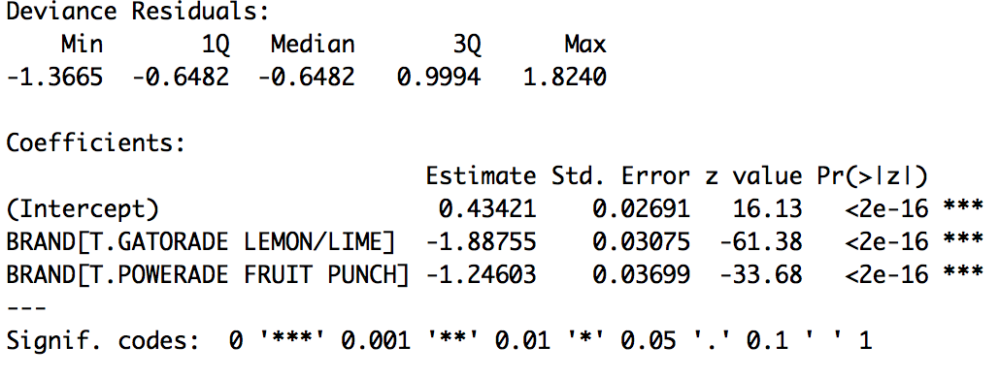 Deviance Residuals:
    Min      1Q  Median      3Q     Max
-1.3665 -0.6482 -0.6482  0.9994  1.8240
Coefficients:
                             Estimate Std. Error z value Pr(>|z|)
(Intercept)                   0.43421    0.02691   16.13   <2e-16 ***
BRAND[T.GATORADE LEMON/LIME] -1.88755    0.03075  -61.38   <2e-16 ***
BRAND[T.POWERADE FRUIT PUNCH] -1.24603    0.03699  -33.68   <2e-16 ***
---
Signif. codes:  0 '***' 0.001 '**' 0.01 '*' 0.05 '.' 0.1 ' ' 1